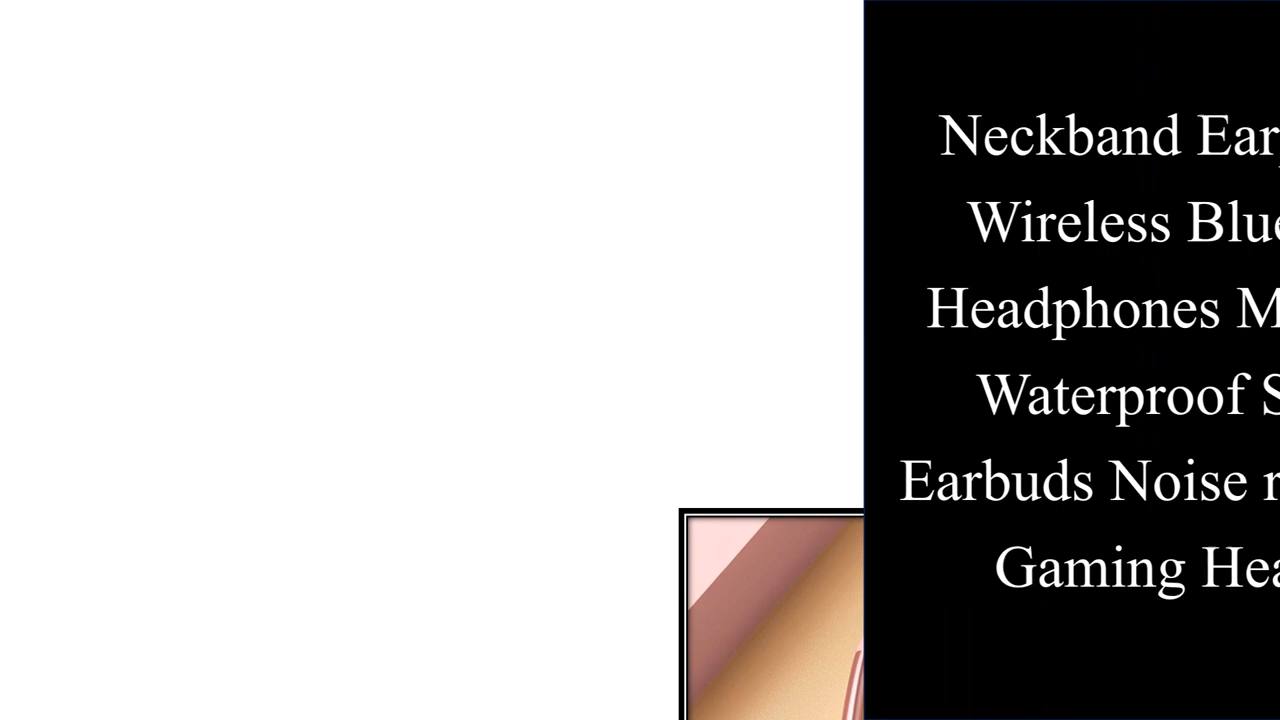 Neckband Ear
Wireless Blue
Headphones M
Waterproof S
Earbuds Noise r
Gaming Hea